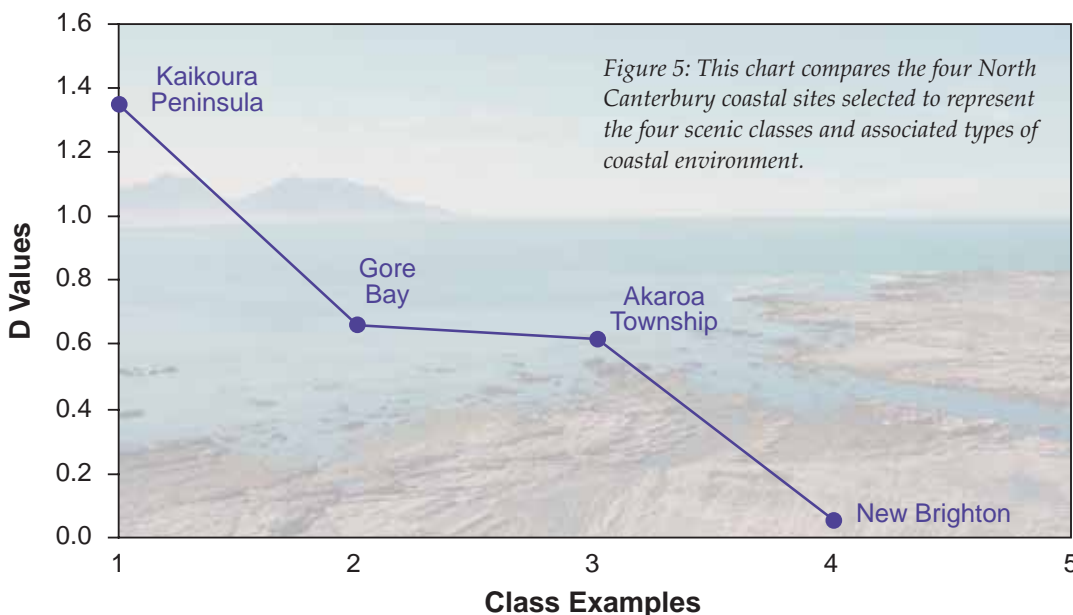 1.6
1.4
1.2
1.0
0.8
0.6
0.4
0.2
0.0
D Values
Kaikoura
Peninsula
Gore
Bay
Akaroa
Township
New Brighton
Figure 5: This chart compares the four North
Canterbury coastal sites selected to represent
the four scenic classes and associated types of
coastal environment.
1 2 3 4 5
Class Examples